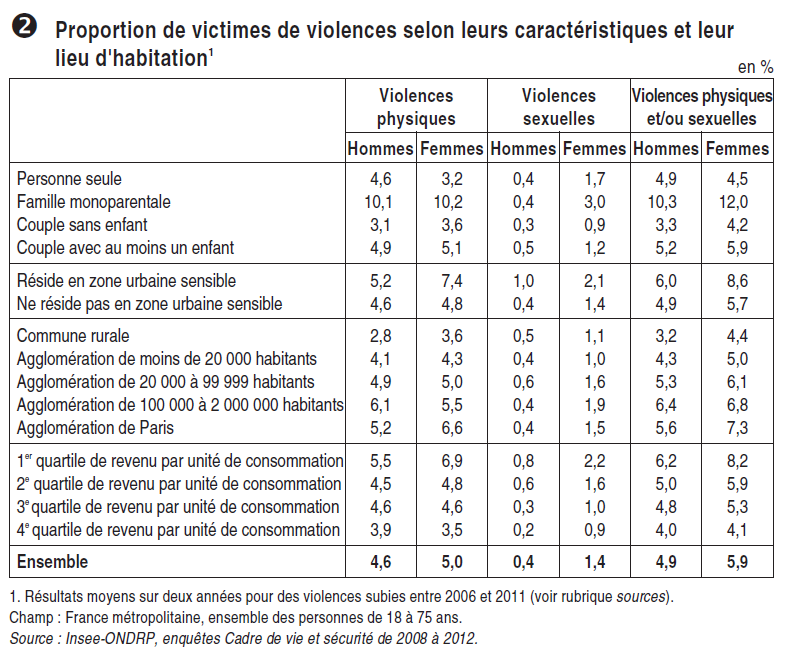 ❷ Proportion de victimes de violences selon leurs caractéristiques et leur
lieu d'habitation¹
en %
Violences physiques Violences sexuelles Violences physiques et/ou sexuelles
Hommes Femmes Hommes Femmes Hommes Femmes
Personne seule 4,6 3,2 0,4 1,7 4,9 4,5
Famille monoparentale 10,1 10,2 0,4 3,0 10,3 12,0
Couple sans enfant 3,1 3,6 0,3 0,9 3,3 4,2
Couple avec au moins un enfant 4,9 5,1 0,5 1,2 5,2 5,9
Réside en zone urbaine sensible 5,2 7,4 1,0 2,1 6,0 8,6
Ne réside pas en zone urbaine sensible 4,6 4,8 0,4 1,4 4,9 5,7
Commune rurale 2,8 3,6 0,5 1,1 3,2 4,4
Agglomération de moins de 20 000 habitants 4,1 4,3 0,4 1,0 4,3 5,0
Agglomération de 20 000 à 99 999 habitants 4,9 5,0 0,6 1,6 5,3 6,1
Agglomération de 100 000 à 2 000 000 habitants 6,1 5,5 0,4 1,9 6,4 6,8
Agglomération de Paris 5,2 6,6 0,4 1,5 5,6 7,3
1er quartile de revenu par unité de consommation 5,5 6,9 0,8 2,2 6,2 8,2
2e quartile de revenu par unité de consommation 4,5 4,8 0,6 1,6 5,0 5,9
3e quartile de revenu par unité de consommation 4,6 4,6 0,3 1,0 4,8 5,3
4e quartile de revenu par unité de consommation 3,9 3,5 0,2 0,9 4,0 4,1
Ensemble 4,6 5,0 0,4 1,4 4,9 5,9
1. Résultats moyens sur deux années pour des violences subies entre 2006 et 2011 (voir rubrique sources).
Champ : France métropolitaine, ensemble des personnes de 18 à 75 ans.
Source : Insee-ONDRP, enquêtes Cadre de vie et sécurité de 2008 à 2012.